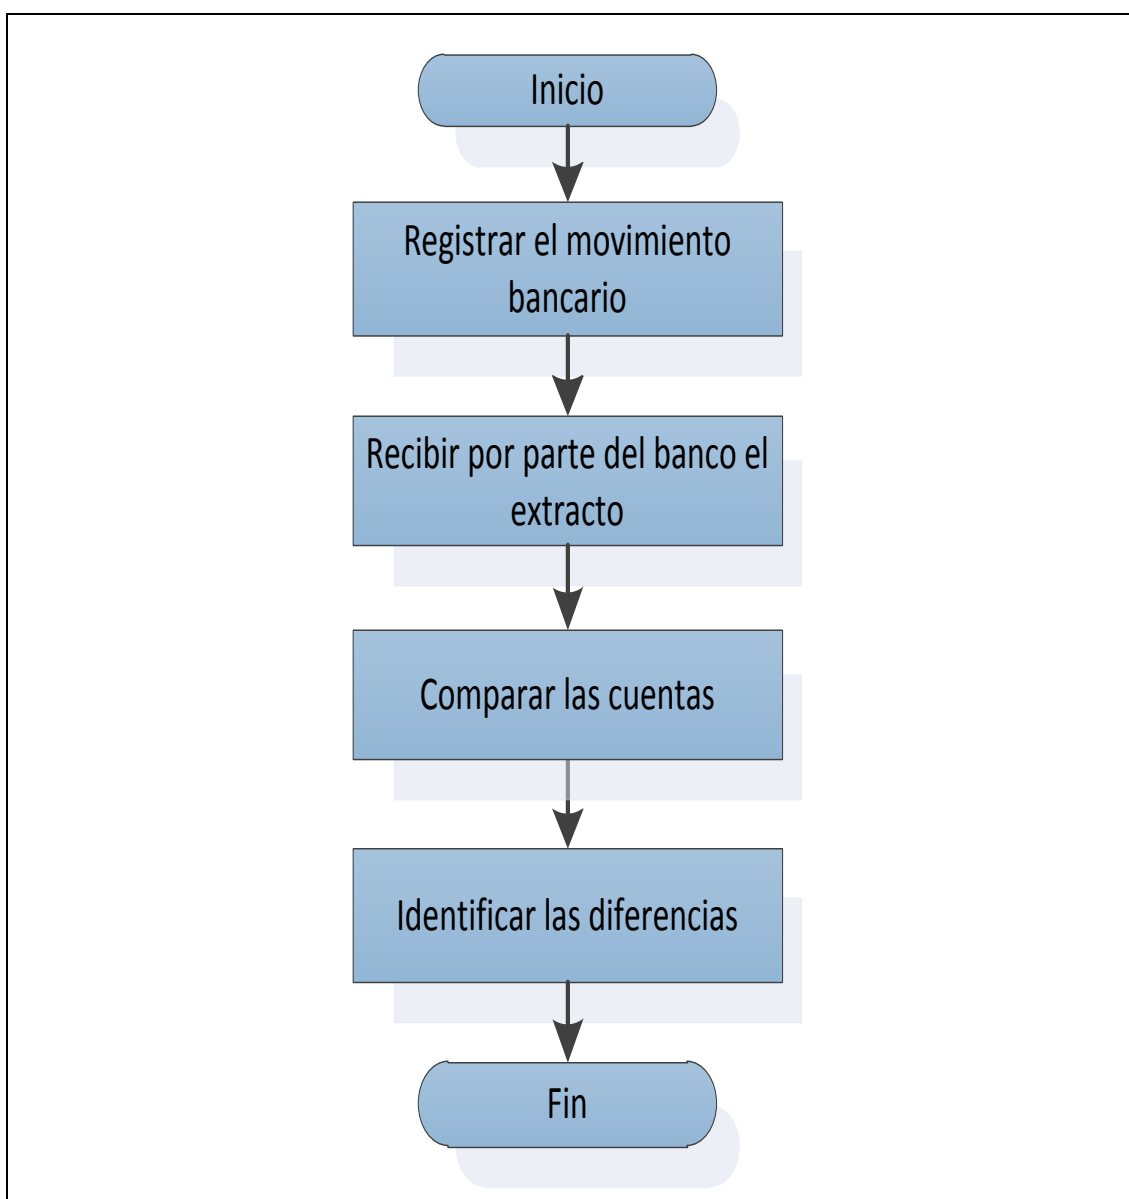 Inicio
Registrar el movimiento
bancario
Recibir por parte del banco el
extracto
Comparar las cuentas
Identificar las diferencias
Fin